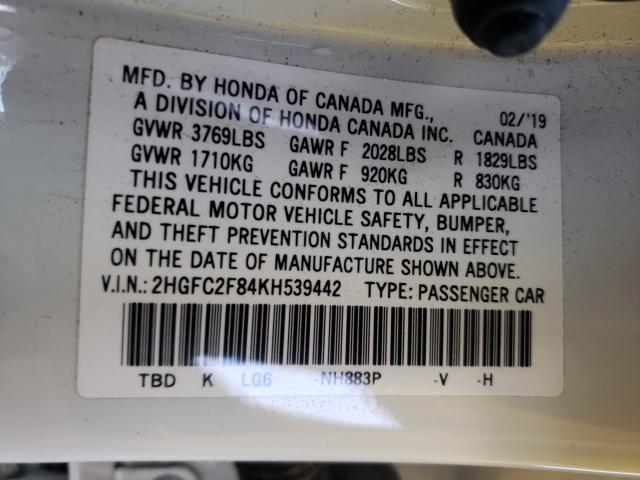 MFD. BY HONDA OF CANADA MFG., 02/'19
A DIVISION OF HONDA CANADA INC. CANADA
GVWR 3769LBS GAWR F 2028LBS R 1829LBS
GVWR 1710KG GAWR F 920KG R 830KG
THIS VEHICLE CONFORMS TO ALL APPLICABLE
FEDERAL MOTOR VEHICLE SAFETY, BUMPER,
AND THEFT PREVENTION STANDARDS IN EFFECT
ON THE DATE OF MANUFACTURE SHOWN ABOVE.
V.I.N.: 2HGFC2F84KH539442 TYPE: PASSENGER CAR
TBD K LG6 -NH883P -V -H